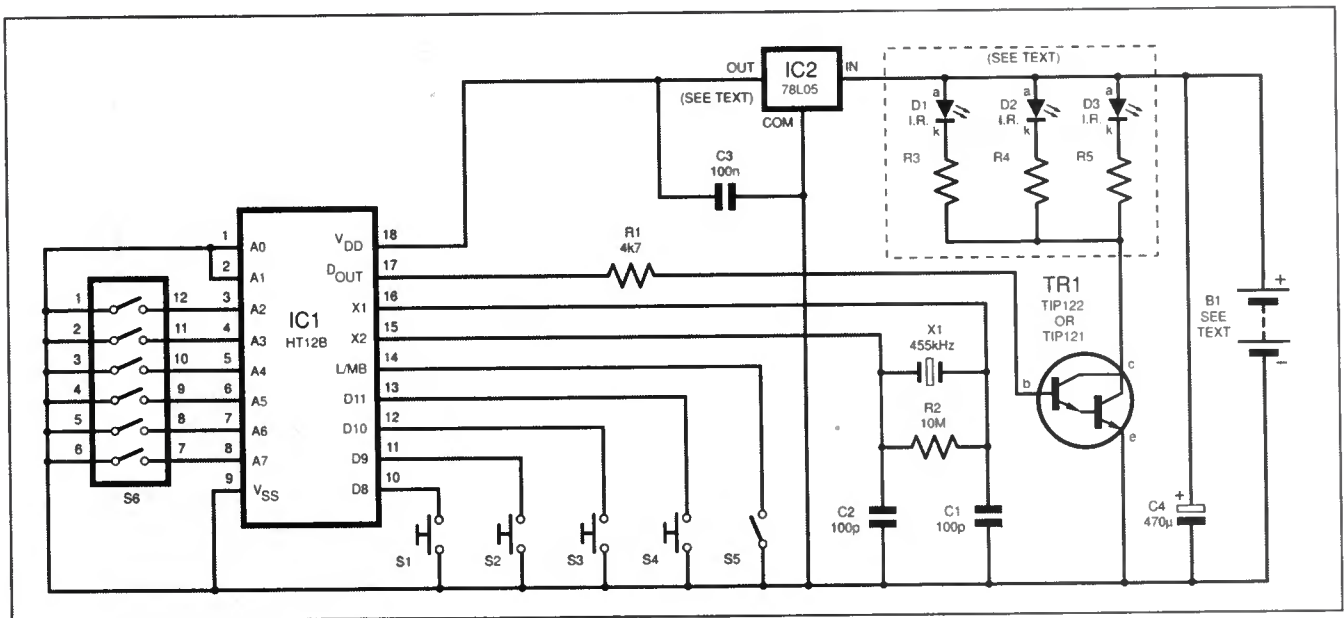 (SEE TEXT)
OUT
IC2
78L05
IN
(SEE TEXT)
COM
a
D1
I.R.
k
a
D2
I.R.
k
a
D3
I.R.
k
R3
R4
R5
C3
100n
R1
4k7
1
A0
2
A1
VDD
18
DOUT
17
X1
16
X2
15
L/MB
14
D11
13
D10
12
D9
11
D8
10
IC1
HT12B
1
12
3
A2
2
11
4
A3
3
10
5
A4
4
9
6
A5
5
8
7
A6
6
7
8
A7
9
VSS
S6
X1
455kHz
R2
10M
C2
100p
C1
100p
TR1
TIP122
OR
TIP121
b
c
e
B1
SEE
TEXT
+
−
+
C4
470µ
S1
S2
S3
S4
S5